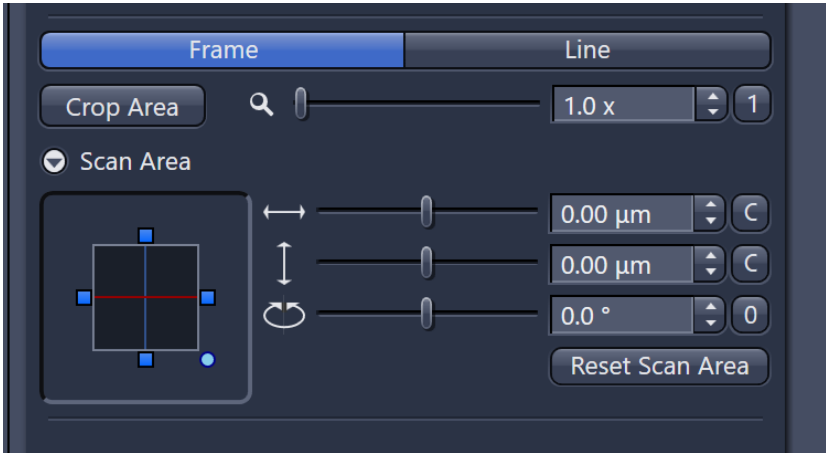 Frame Line
Crop Area 1.0 x 1
Scan Area
0.00 µm C
0.00 µm C
0.0 ° 0
Reset Scan Area